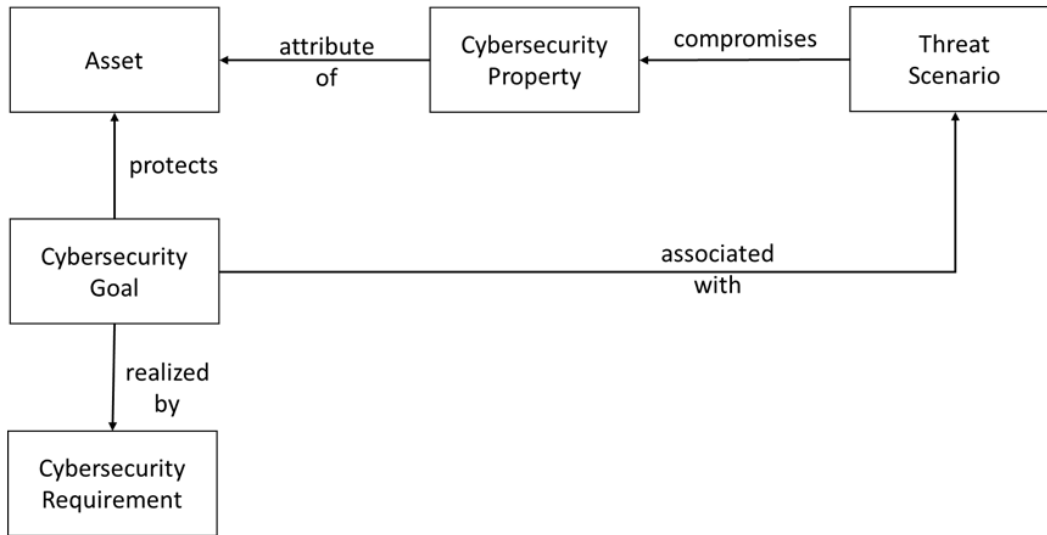 Asset
attribute
of
Cybersecurity
Property
compromises
Threat
Scenario
protects
Cybersecurity
Goal
associated
with
realized
by
Cybersecurity
Requirement